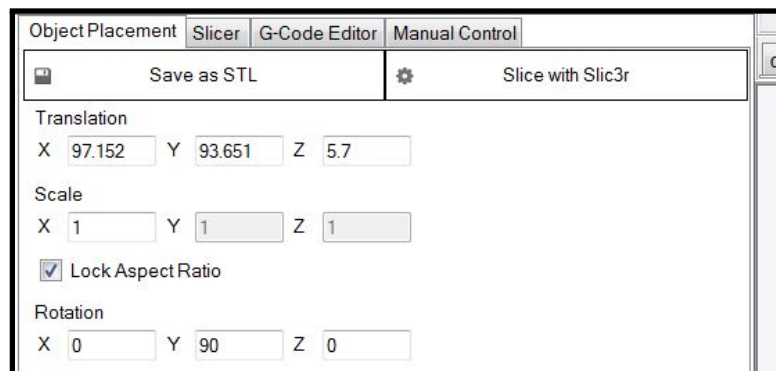 Object Placement Slicer G-Code Editor Manual Control
Save as STL Slice with Slic3r
Translation
X 97.152 Y 93.651 Z 5.7
Scale
X 1 Y 1 Z 1
Lock Aspect Ratio
Rotation
X 0 Y 90 Z 0